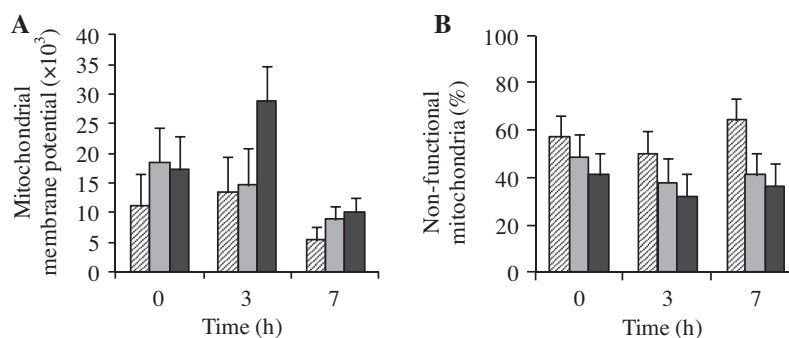 A
Mitochondrial
membrane potential (×10³)
40
35
30
25
20
15
10
5
0
0 3 7
Time (h)
B
Non-functional
mitochondria (%)
100
80
60
40
20
0
0 3 7
Time (h)